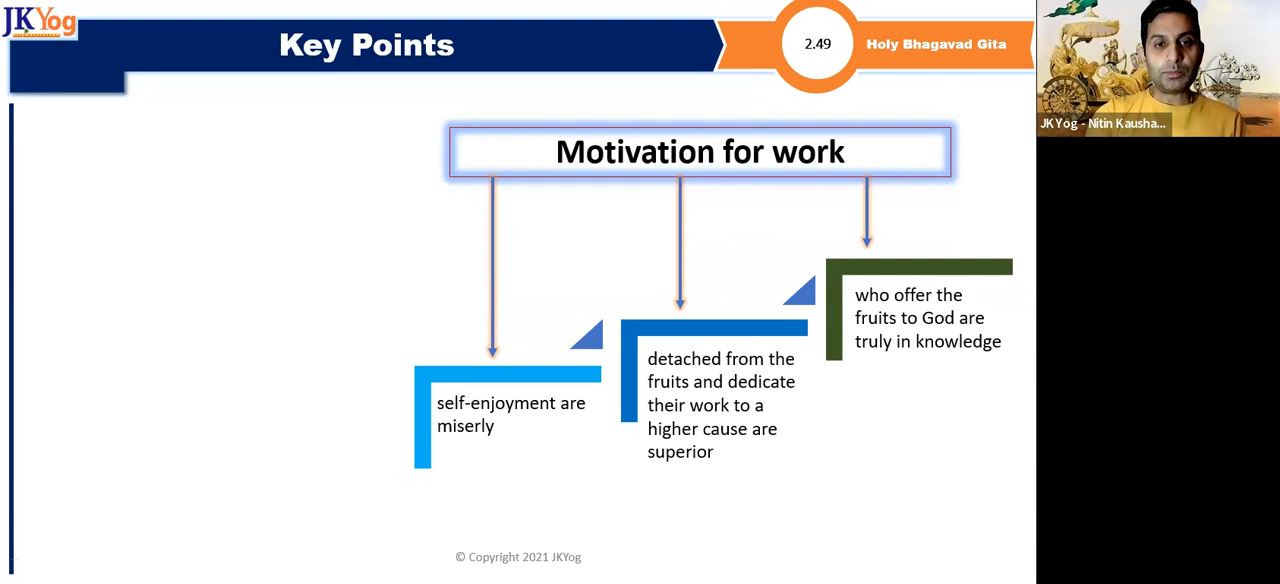 JKYog
Key Points
2.49
Holy Bhagavad Gita
JKYog - Nitin Kausha...
Motivation for work
self-enjoyment are
miserly
detached from the
fruits and dedicate
their work to a
higher cause are
superior
who offer the
fruits to God are
truly in knowledge
© Copyright 2021 JKYog